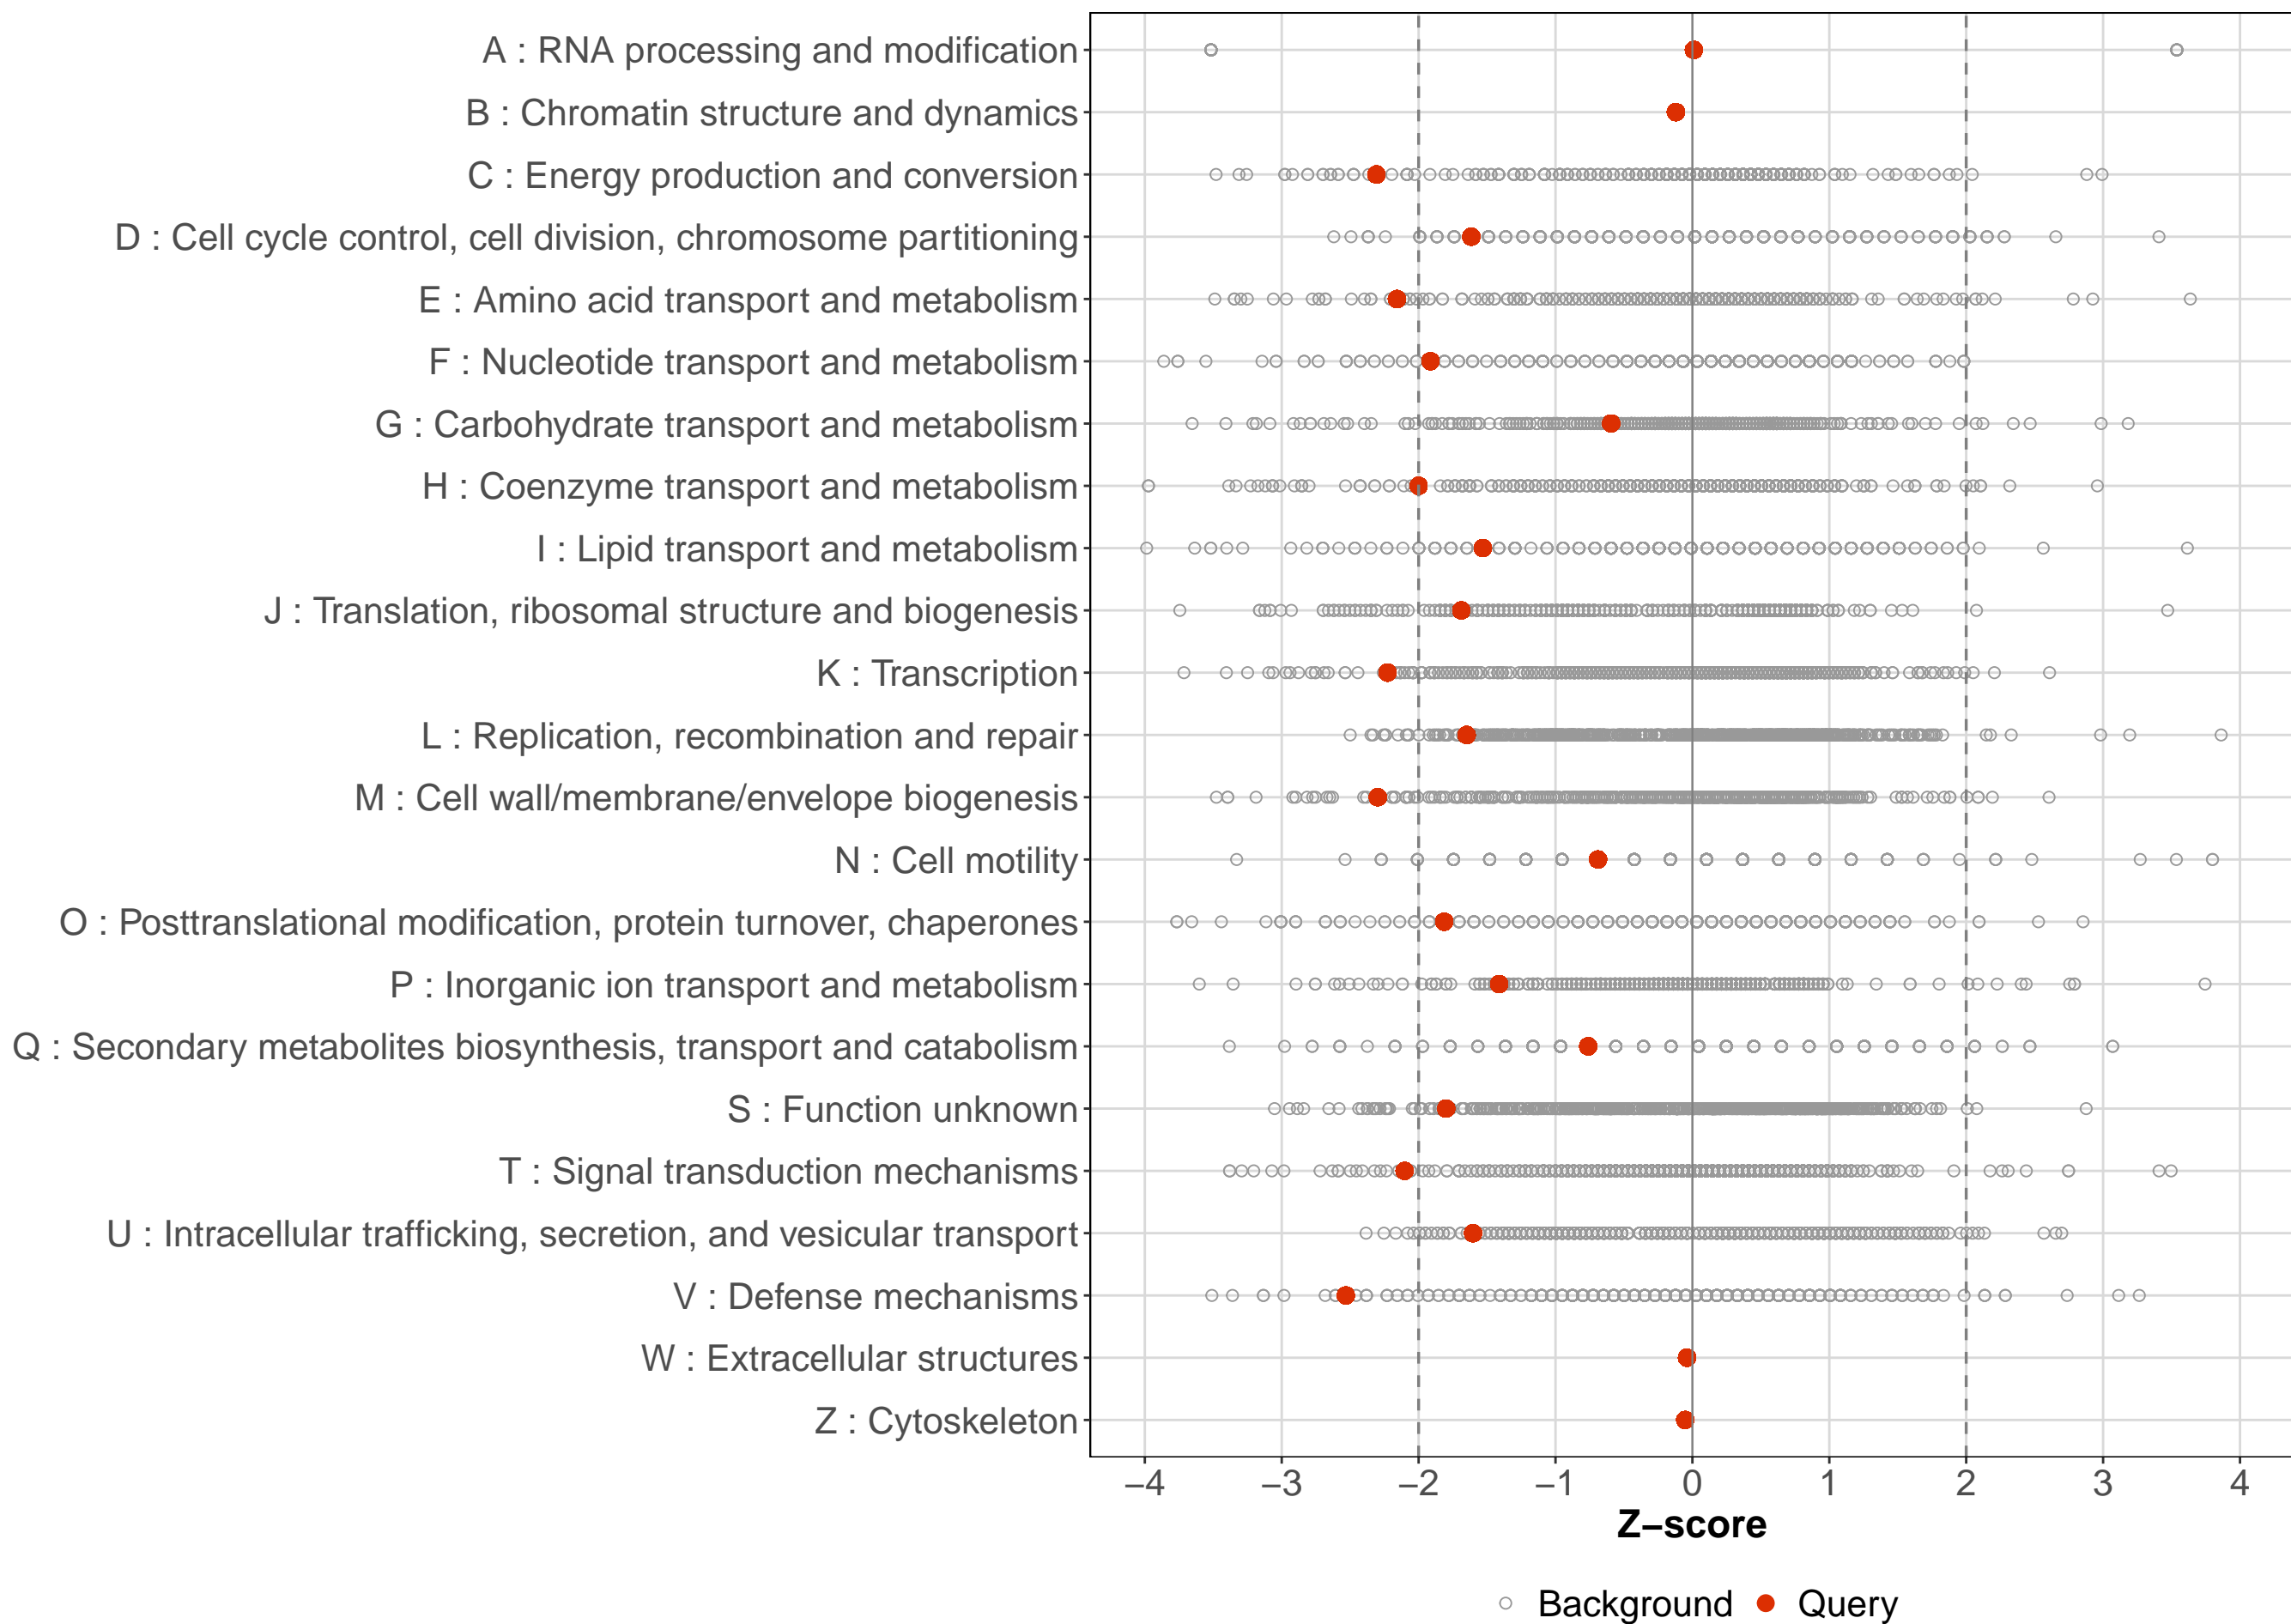 A : RNA processing and modification
B : Chromatin structure and dynamics
C : Energy production and conversion
D : Cell cycle control, cell division, chromosome partitioning
E : Amino acid transport and metabolism
F : Nucleotide transport and metabolism
G : Carbohydrate transport and metabolism
H : Coenzyme transport and metabolism
I : Lipid transport and metabolism
J : Translation, ribosomal structure and biogenesis
K : Transcription
L : Replication, recombination and repair
M : Cell wall/membrane/envelope biogenesis
N : Cell motility
O : Posttranslational modification, protein turnover, chaperones
P : Inorganic ion transport and metabolism
Q : Secondary metabolites biosynthesis, transport and catabolism
S : Function unknown
T : Signal transduction mechanisms
U : Intracellular trafficking, secretion, and vesicular transport
V : Defense mechanisms
W : Extracellular structures
Z : Cytoskeleton
−4 −3 −2 −1 0 1 2 3 4
Z−score
Background Query